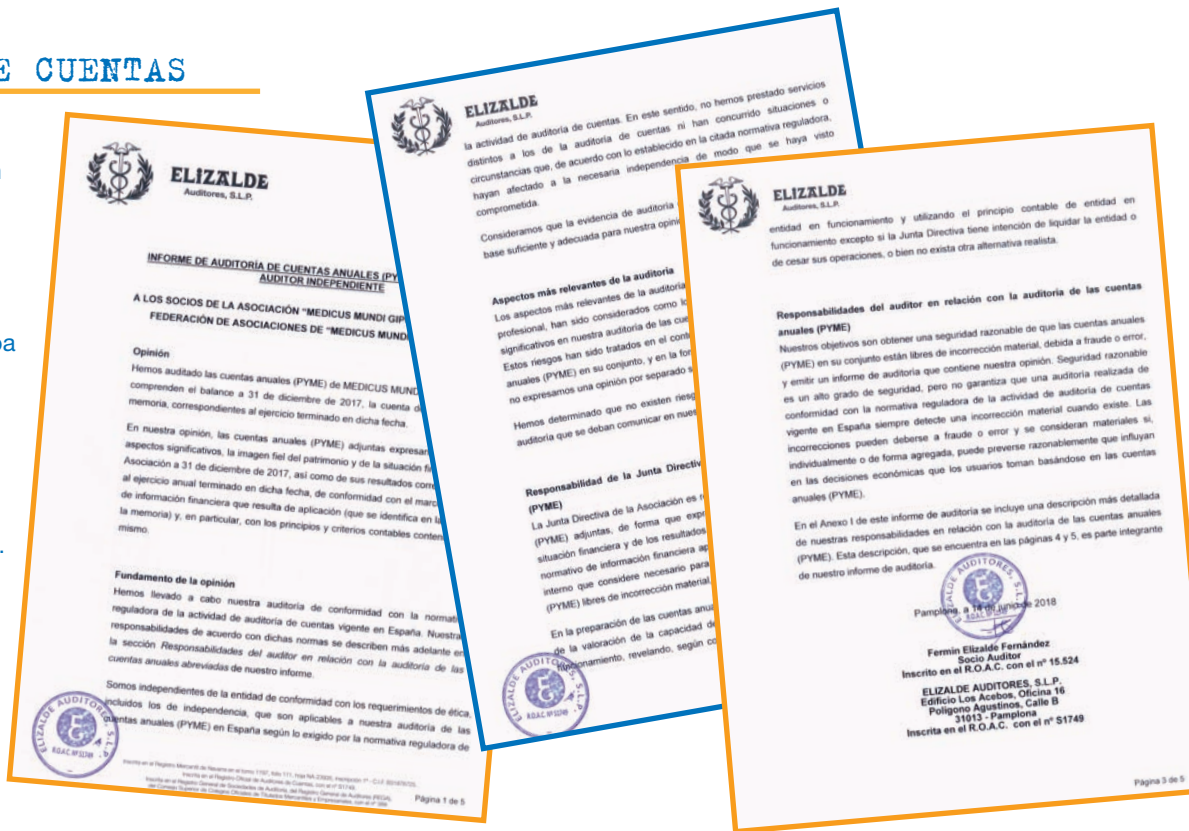 E CUENTAS
ba
ELIZALDE
Auditores, S.L.P.
INFORME DE AUDITORÍA DE CUENTAS ANUALES (PY
AUDITOR INDEPENDIENTE
A LOS SOCIOS DE LA ASOCIACIÓN "MEDICUS MUNDI GIP
FEDERACIÓN DE ASOCIACIONES DE "MEDICUS MUND
Opinión
Hemos auditado las cuentas anuales (PYME) de MEDICUS MUND
comprenden el balance a 31 de diciembre de 2017, la cuenta d
memoria, correspondientes al ejercicio terminado en dicha fecha.
En nuestra opinión, las cuentas anuales (PYME) adjuntas expresan
aspectos significativos, la imagen fiel del patrimonio y de la situación fi
Asociación a 31 de diciembre de 2017, así como de sus resultados corre
al ejercicio anual terminado en dicha fecha, de conformidad con el marc
de información financiera que resulta de aplicación (que se identifica en la
la memoria) y, en particular, con los principios y criterios contables conten
mismo.
Fundamento de la opinión
Hemos llevado a cabo nuestra auditoría de conformidad con la normati
reguladora de la actividad de auditoría de cuentas vigente en España. Nuestra
responsabilidades de acuerdo con dichas normas se describen más adelante en
la sección Responsabilidades del auditor en relación con la auditoría de las
cuentas anuales abreviadas de nuestro informe.
Somos independientes de la entidad de conformidad con los requerimientos de ética,
incluidos los de independencia, que son aplicables a nuestra auditoría de las
cuentas anuales (PYME) en España según lo exigido por la normativa reguladora de
ELIZALDE AUDITORES, S.L.P.
R.O.A.C. Nº S1749
Página 1 de 5
ELIZALDE
Auditores, S.L.P.
la actividad de auditoría de cuentas. En este sentido, no hemos prestado servicios
distintos a los de la auditoría de cuentas ni han concurrido situaciones o
circunstancias que, de acuerdo con lo establecido en la citada normativa reguladora,
hayan afectado a la necesaria independencia de modo que se haya visto
comprometida.
Consideramos que la evidencia de auditoría
base suficiente y adecuada para nuestra opini
Aspectos más relevantes de la auditoría
Los aspectos más relevantes de la auditoría
profesional, han sido considerados como lo
significativos en nuestra auditoría de las cue
Estos riesgos han sido tratados en el cont
anuales (PYME) en su conjunto, y en la for
no expresamos una opinión por separado s
Hemos determinado que no existen riesg
auditoría que se deban comunicar en nues
Responsabilidad de la Junta Directiv
(PYME)
La Junta Directiva de la Asociación es r
(PYME) adjuntas, de forma que expr
situación financiera y de los resultados
normativo de información financiera ap
interno que considere necesario para
(PYME) libres de incorrección material,
En la preparación de las cuentas anua
de la valoración de la capacidad de
funcionamiento, revelando, según co
ELIZALDE AUDITORES, S.L.P.
R.O.A.C. Nº S1749
ELIZALDE
Auditores, S.L.P.
entidad en funcionamiento y utilizando el principio contable de entidad en
funcionamiento excepto si la Junta Directiva tiene intención de liquidar la entidad o
de cesar sus operaciones, o bien no exista otra alternativa realista.
Responsabilidades del auditor en relación con la auditoría de las cuentas
anuales (PYME)
Nuestros objetivos son obtener una seguridad razonable de que las cuentas anuales
(PYME) en su conjunto están libres de incorrección material, debida a fraude o error,
y emitir un informe de auditoría que contiene nuestra opinión. Seguridad razonable
es un alto grado de seguridad, pero no garantiza que una auditoría realizada de
conformidad con la normativa reguladora de la actividad de auditoría de cuentas
vigente en España siempre detecte una incorrección material cuando existe. Las
incorrecciones pueden deberse a fraude o error y se consideran materiales si,
individualmente o de forma agregada, puede preverse razonablemente que influyan
en las decisiones económicas que los usuarios toman basándose en las cuentas
anuales (PYME).
En el Anexo I de este informe de auditoría se incluye una descripción más detallada
de nuestras responsabilidades en relación con la auditoría de las cuentas anuales
(PYME). Esta descripción, que se encuentra en las páginas 4 y 5, es parte integrante
de nuestro informe de auditoría.
Pamplona, a 14 de junio de 2018
Fermín Elizalde Fernández
Socio Auditor
Inscrito en el R.O.A.C. con el nº 15.524
ELIZALDE AUDITORES, S.L.P.
Edificio Los Acebos, Oficina 16
Polígono Agustinos, Calle B
31013 - Pamplona
Inscrita en el R.O.A.C. con el nº S1749
Página 3 de 5